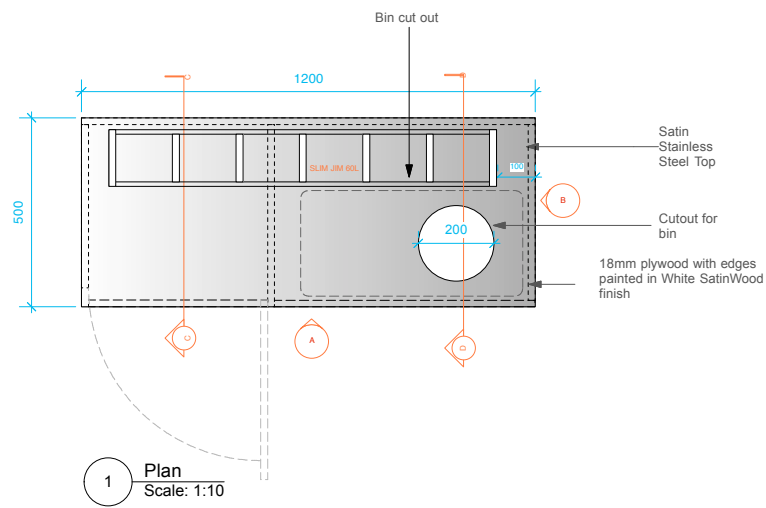 Bin cut out
1200
C
B
Satin
Stainless
Steel Top
SLIM JIM 60L
100
500
B
200
Cutout for
bin
18mm plywood with edges
painted in White SatinWood
finish
C
A
D
1
Plan
Scale: 1:10